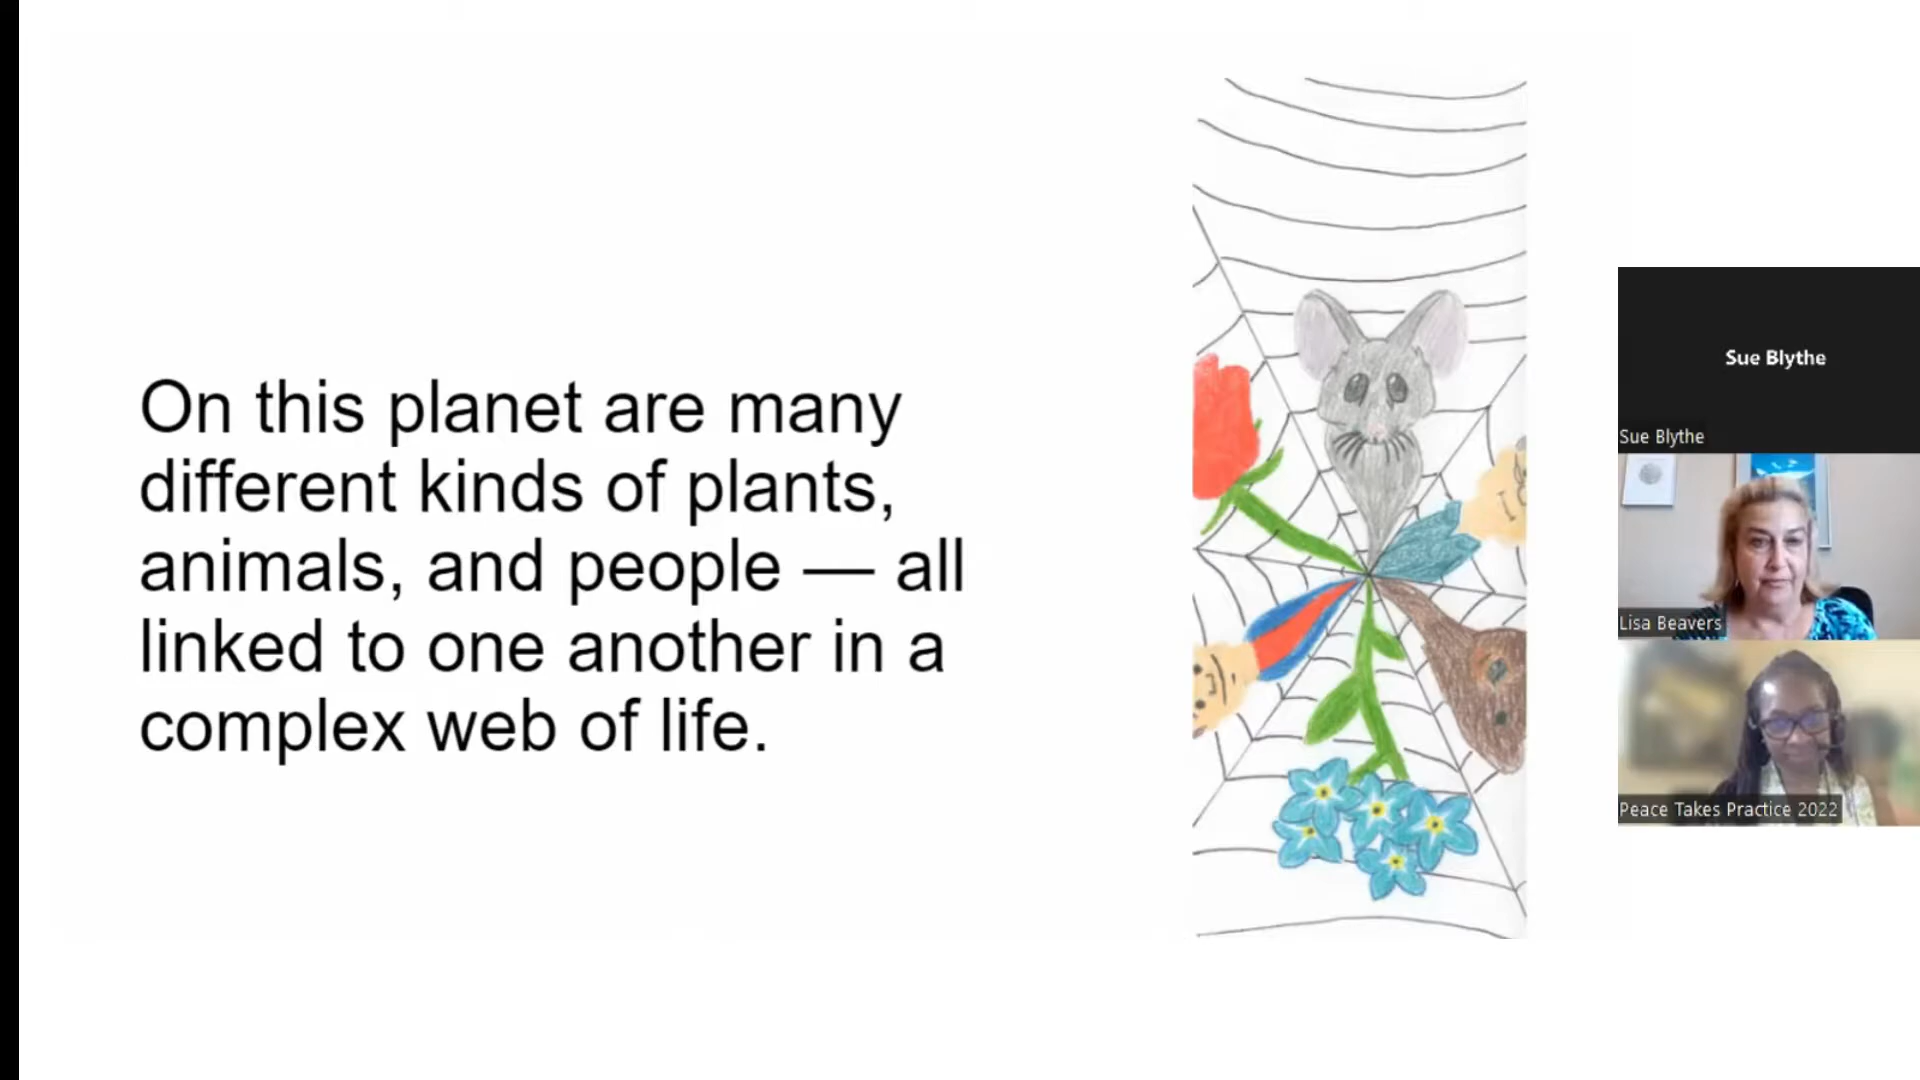 On this planet are many
different kinds of plants,
animals, and people — all
linked to one another in a
complex web of life.
Sue Blythe
Sue Blythe
Lisa Beavers
Peace Takes Practice 2022